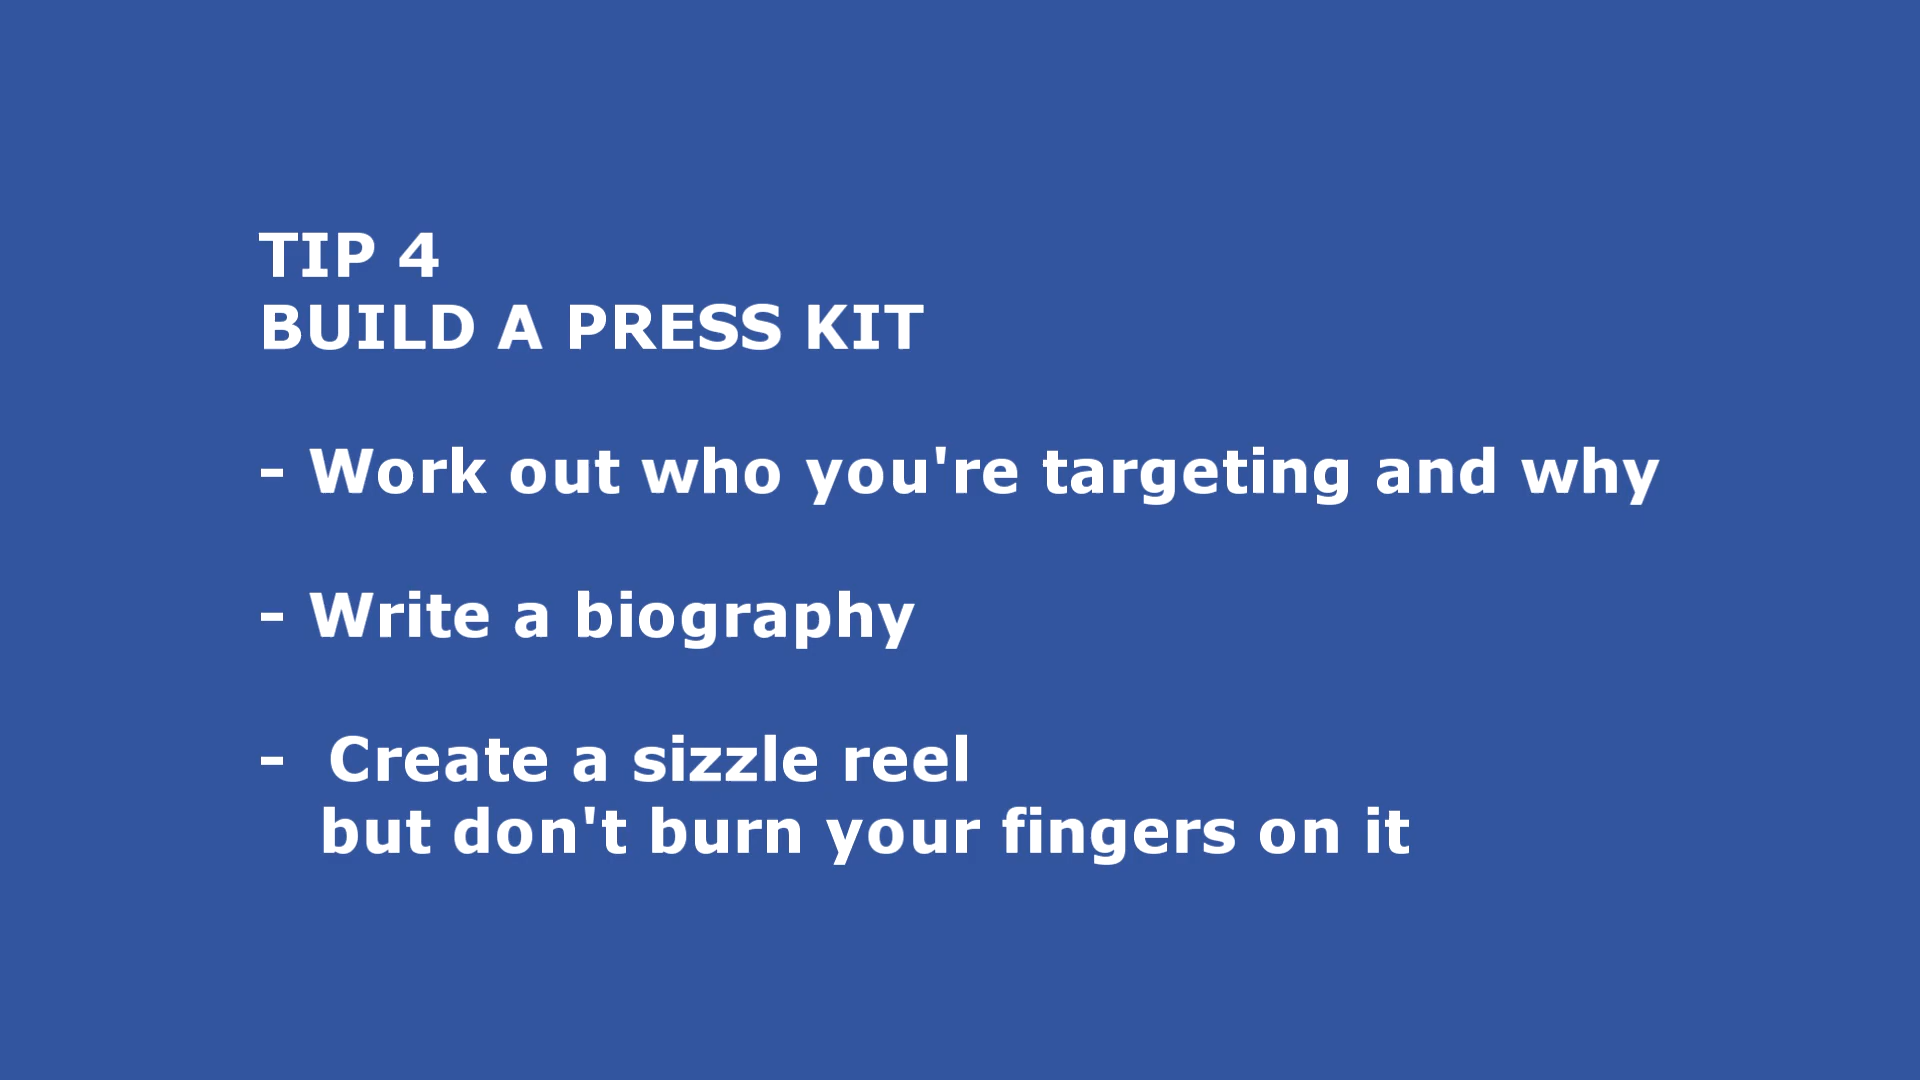 TIP 4
BUILD A PRESS KIT
- Work out who you're targeting and why
- Write a biography
- Create a sizzle reel
but don't burn your fingers on it